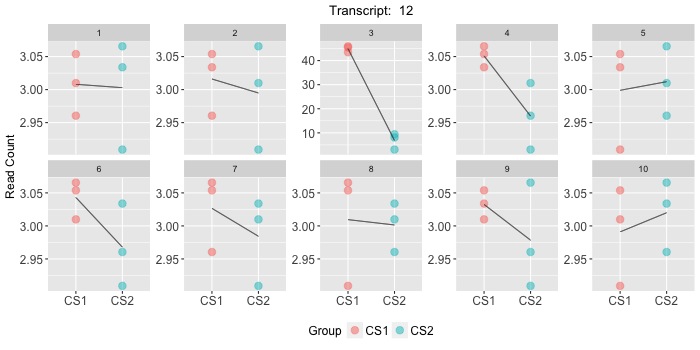 Transcript: 12
1 2 3 4 5
3.05 3.05 40 3.05 3.05
3.00 3.00 30 3.00 3.00
20
2.95 2.95 10 2.95 2.95
Read Count
6 7 8 9 10
3.05 3.05 3.05 3.05 3.05
3.00 3.00 3.00 3.00 3.00
2.95 2.95 2.95 2.95 2.95
CS1 CS2 CS1 CS2 CS1 CS2 CS1 CS2 CS1 CS2
Group CS1 CS2